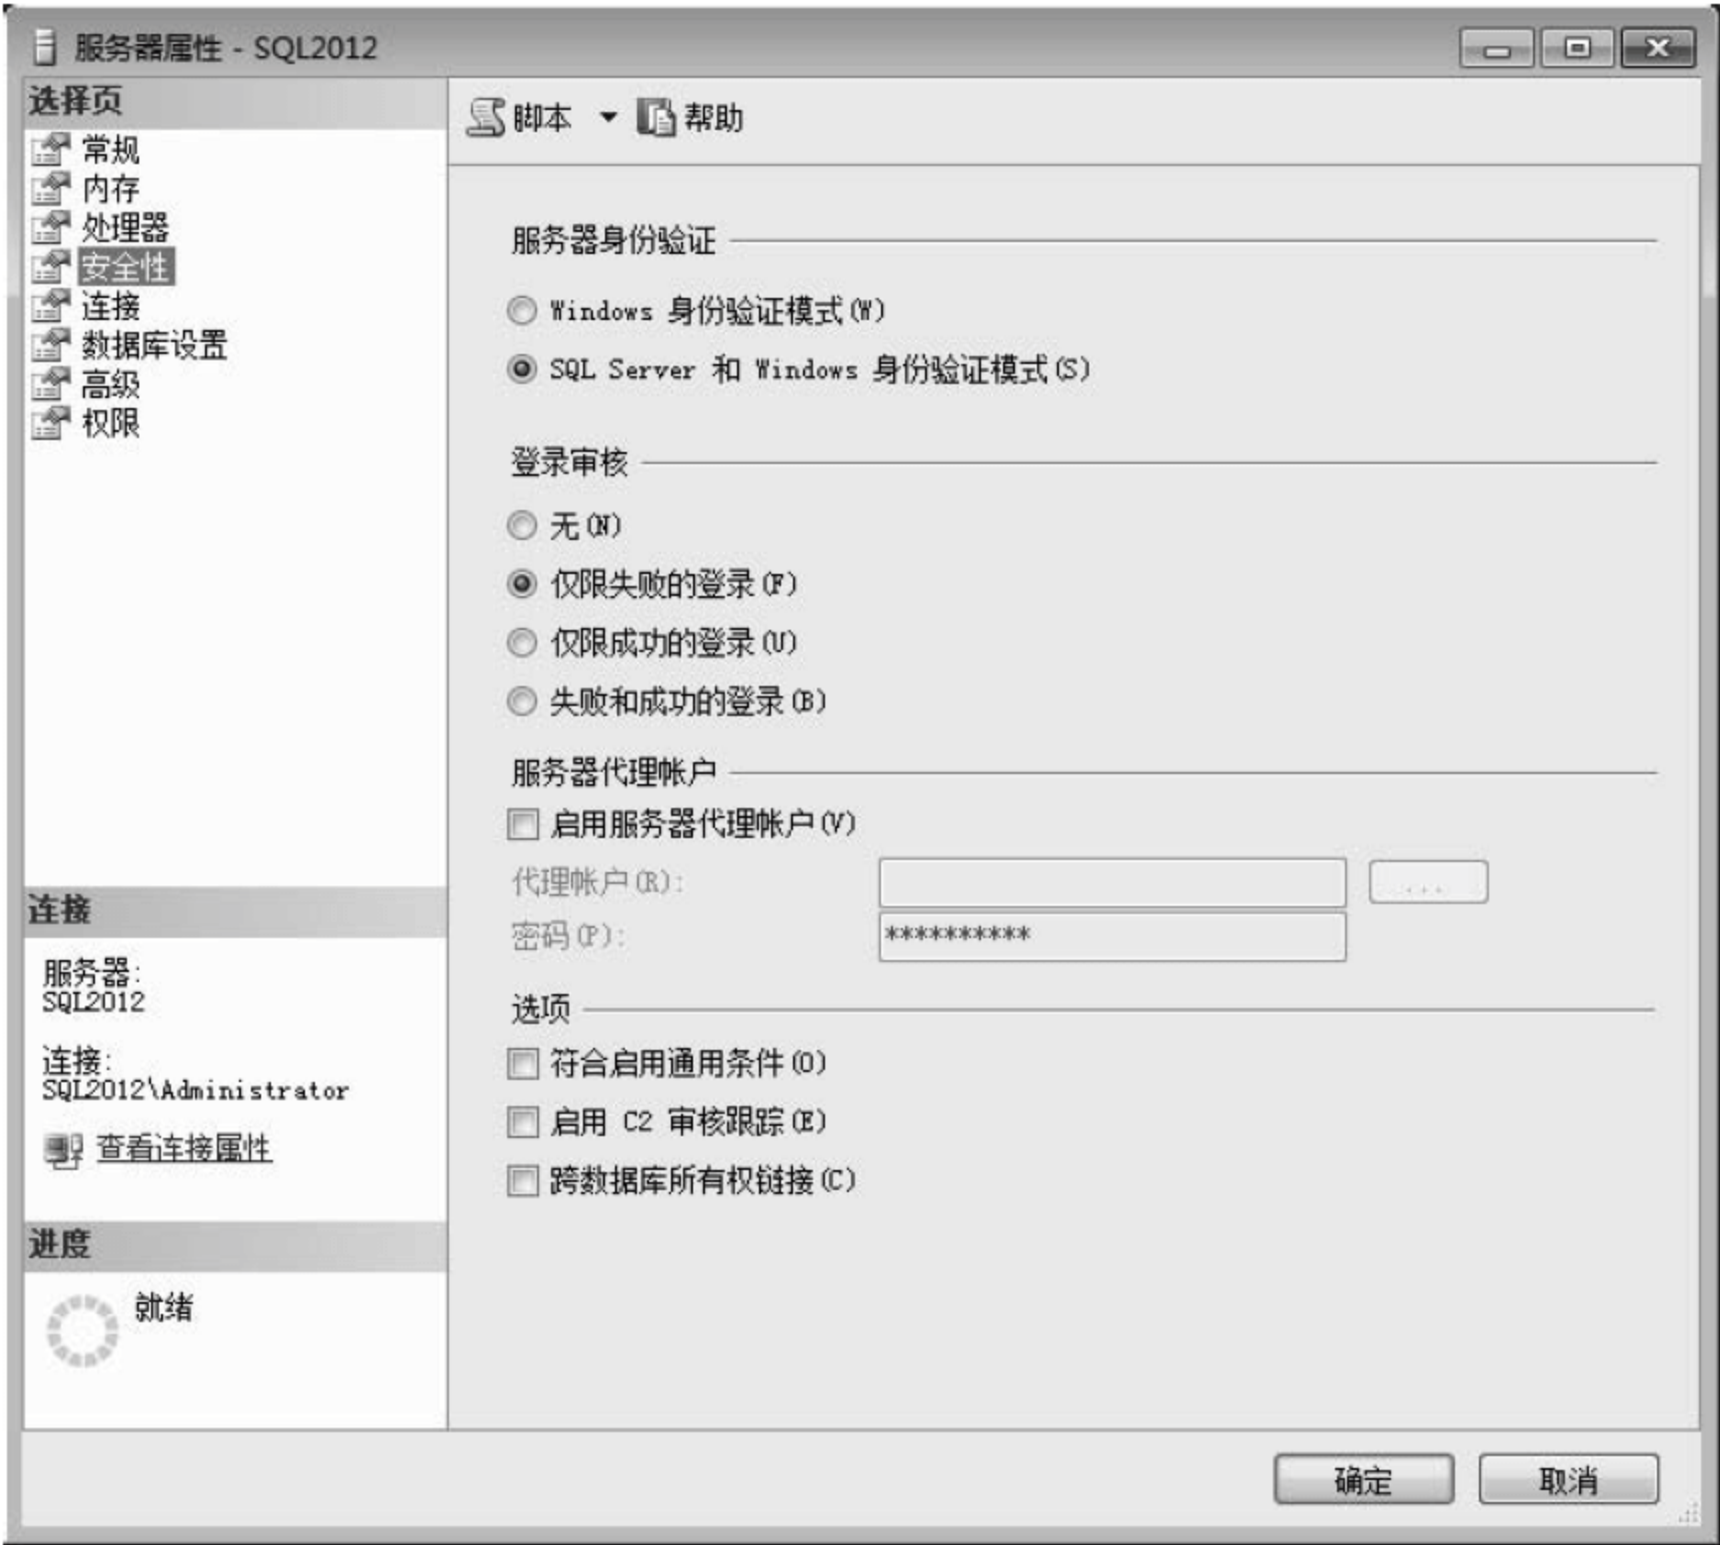 服务器属性 - SQL2012
选择页
常规
内存
处理器
安全性
连接
数据库设置
高级
权限
连接
服务器:
SQL2012
连接:
SQL2012\Administrator
查看连接属性
进度
就绪
脚本 帮助
服务器身份验证
Windows 身份验证模式(W)
SQL Server 和 Windows 身份验证模式(S)
登录审核
无(N)
仅限失败的登录(F)
仅限成功的登录(U)
失败和成功的登录(B)
服务器代理帐户
启用服务器代理帐户(V)
代理帐户(R): ...
密码(P): **********
选项
符合启用通用条件(O)
启用 C2 审核跟踪(E)
跨数据库所有权链接(C)
确定 取消